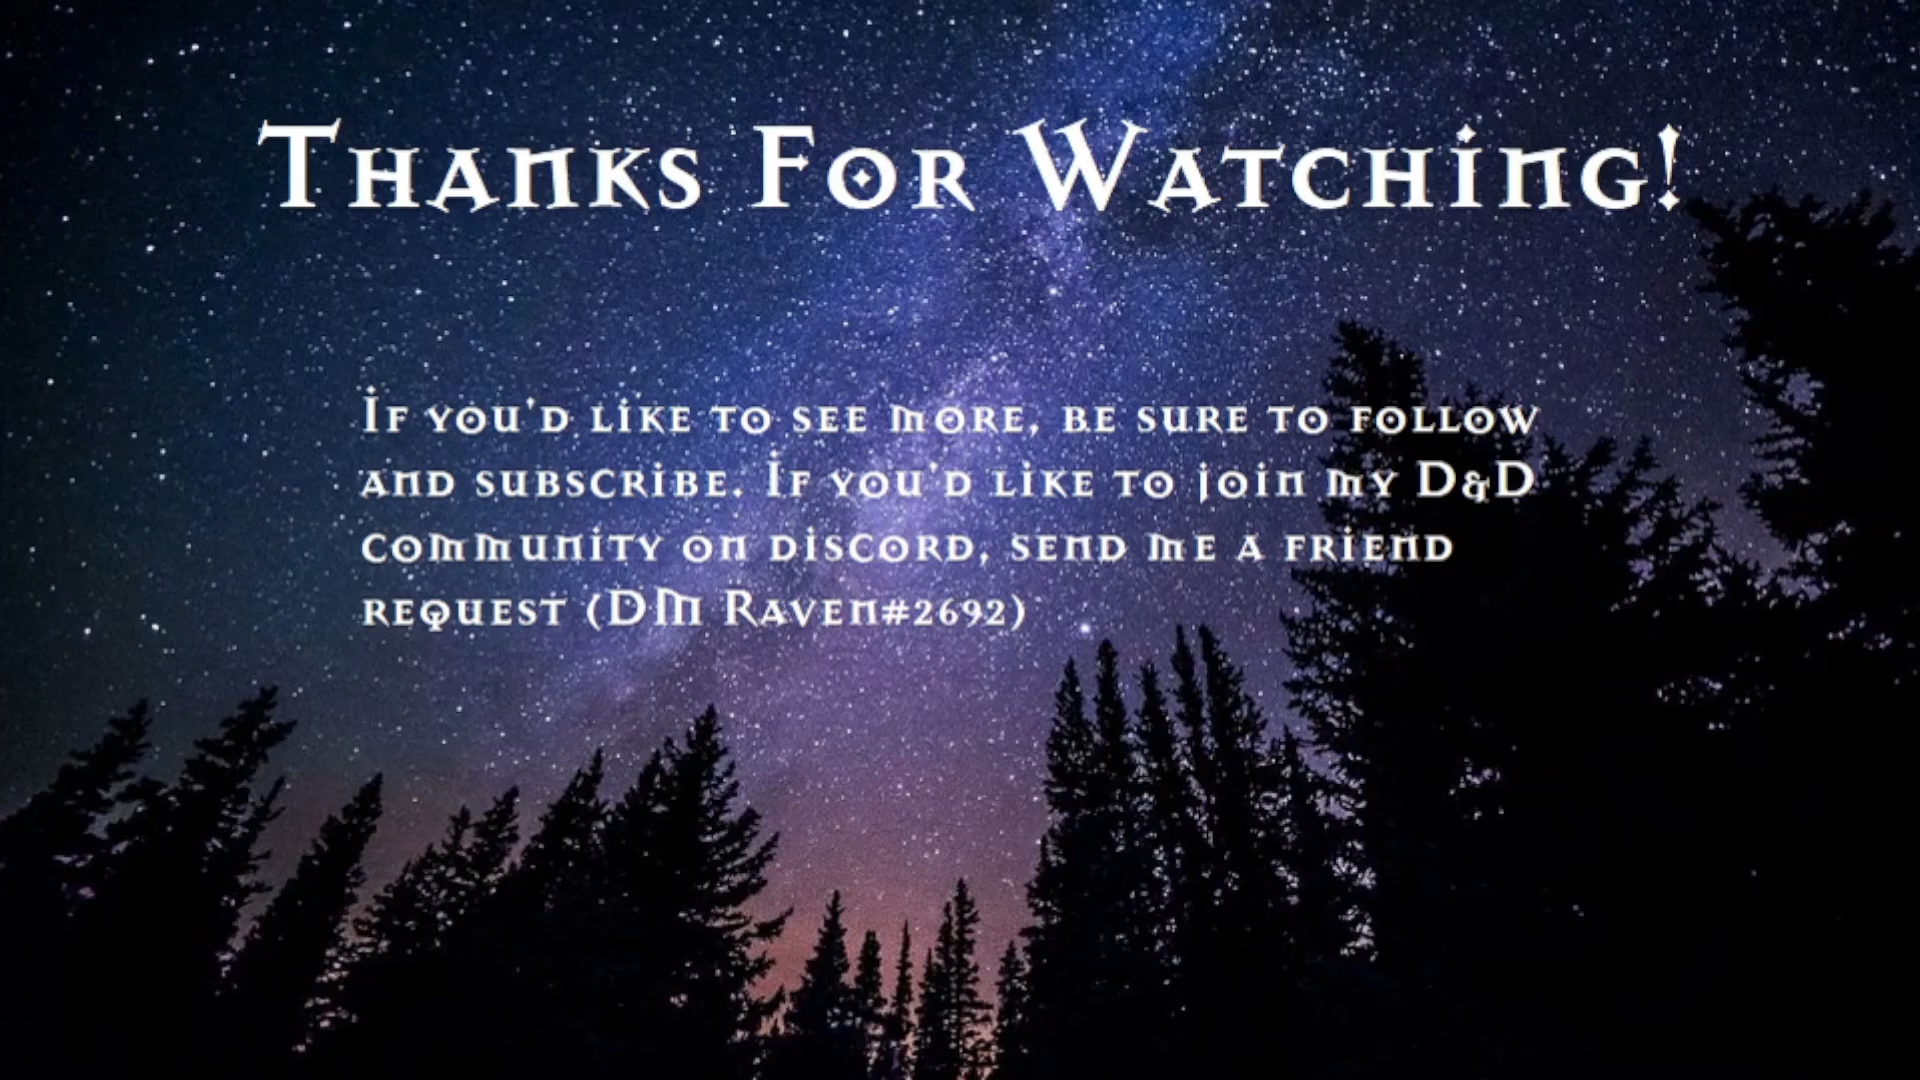 Thanks For Watching!
If you'd like to see more, be sure to follow
and subscribe. If you'd like to join my D&D
community on discord, send me a friend
request (DM Raven#2692)